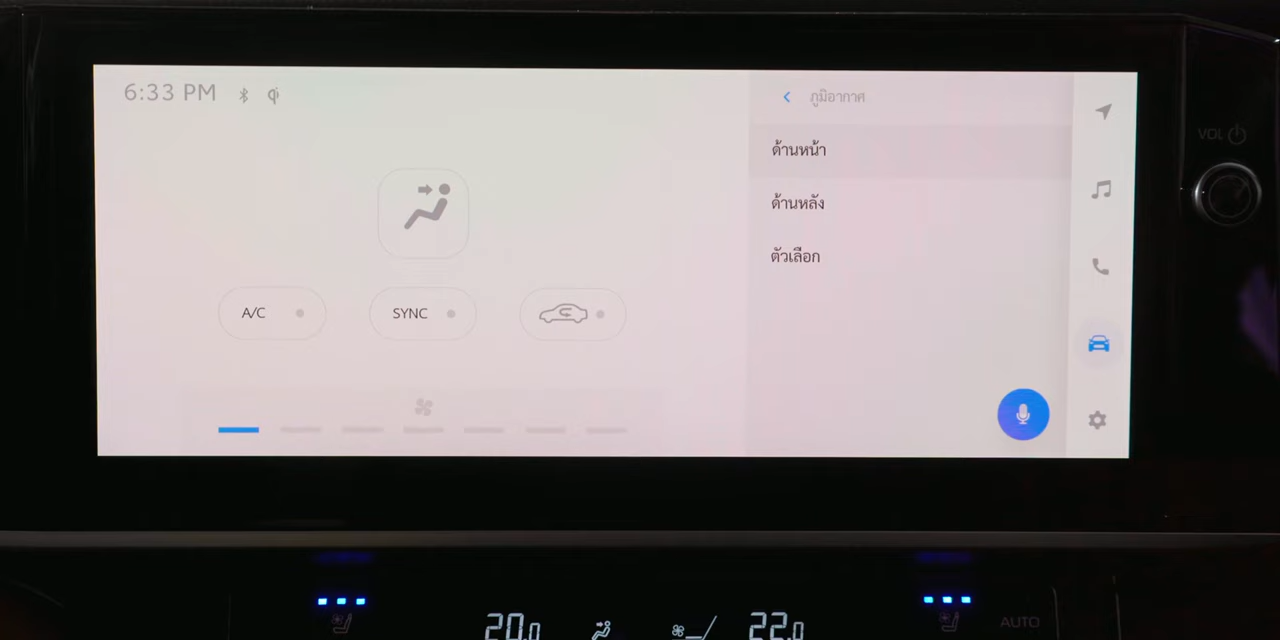 6:33 PM
ภูมิอากาศ
ด้านหน้า
ด้านหลัง
ตัวเลือก
A/C
SYNC
VOL
20.0
22.0
AUTO